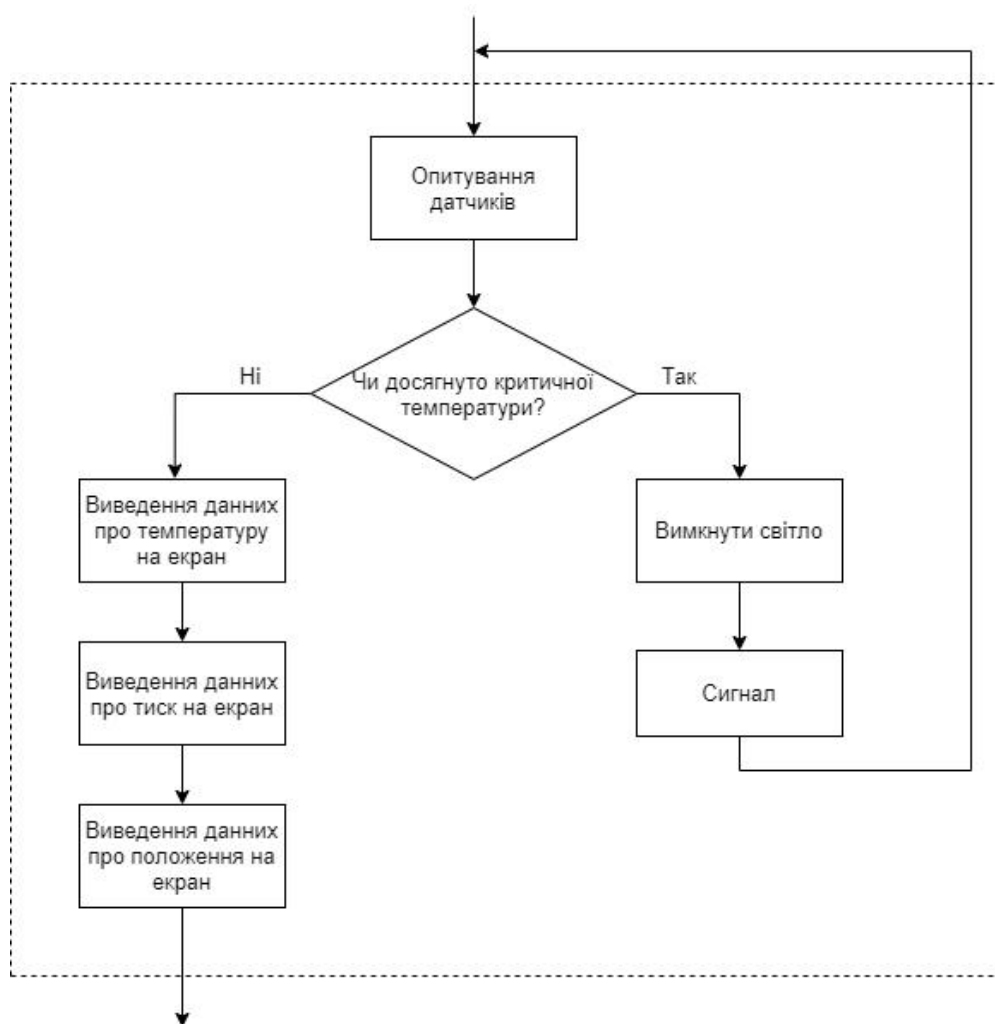 Опитування
датчиків
Чи досягнуто критичної
температури?
Ні
Так
Виведення данних
про температуру
на екран
Вимкнути світло
Виведення данних
про тиск на екран
Сигнал
Виведення данних
про положення на
екран